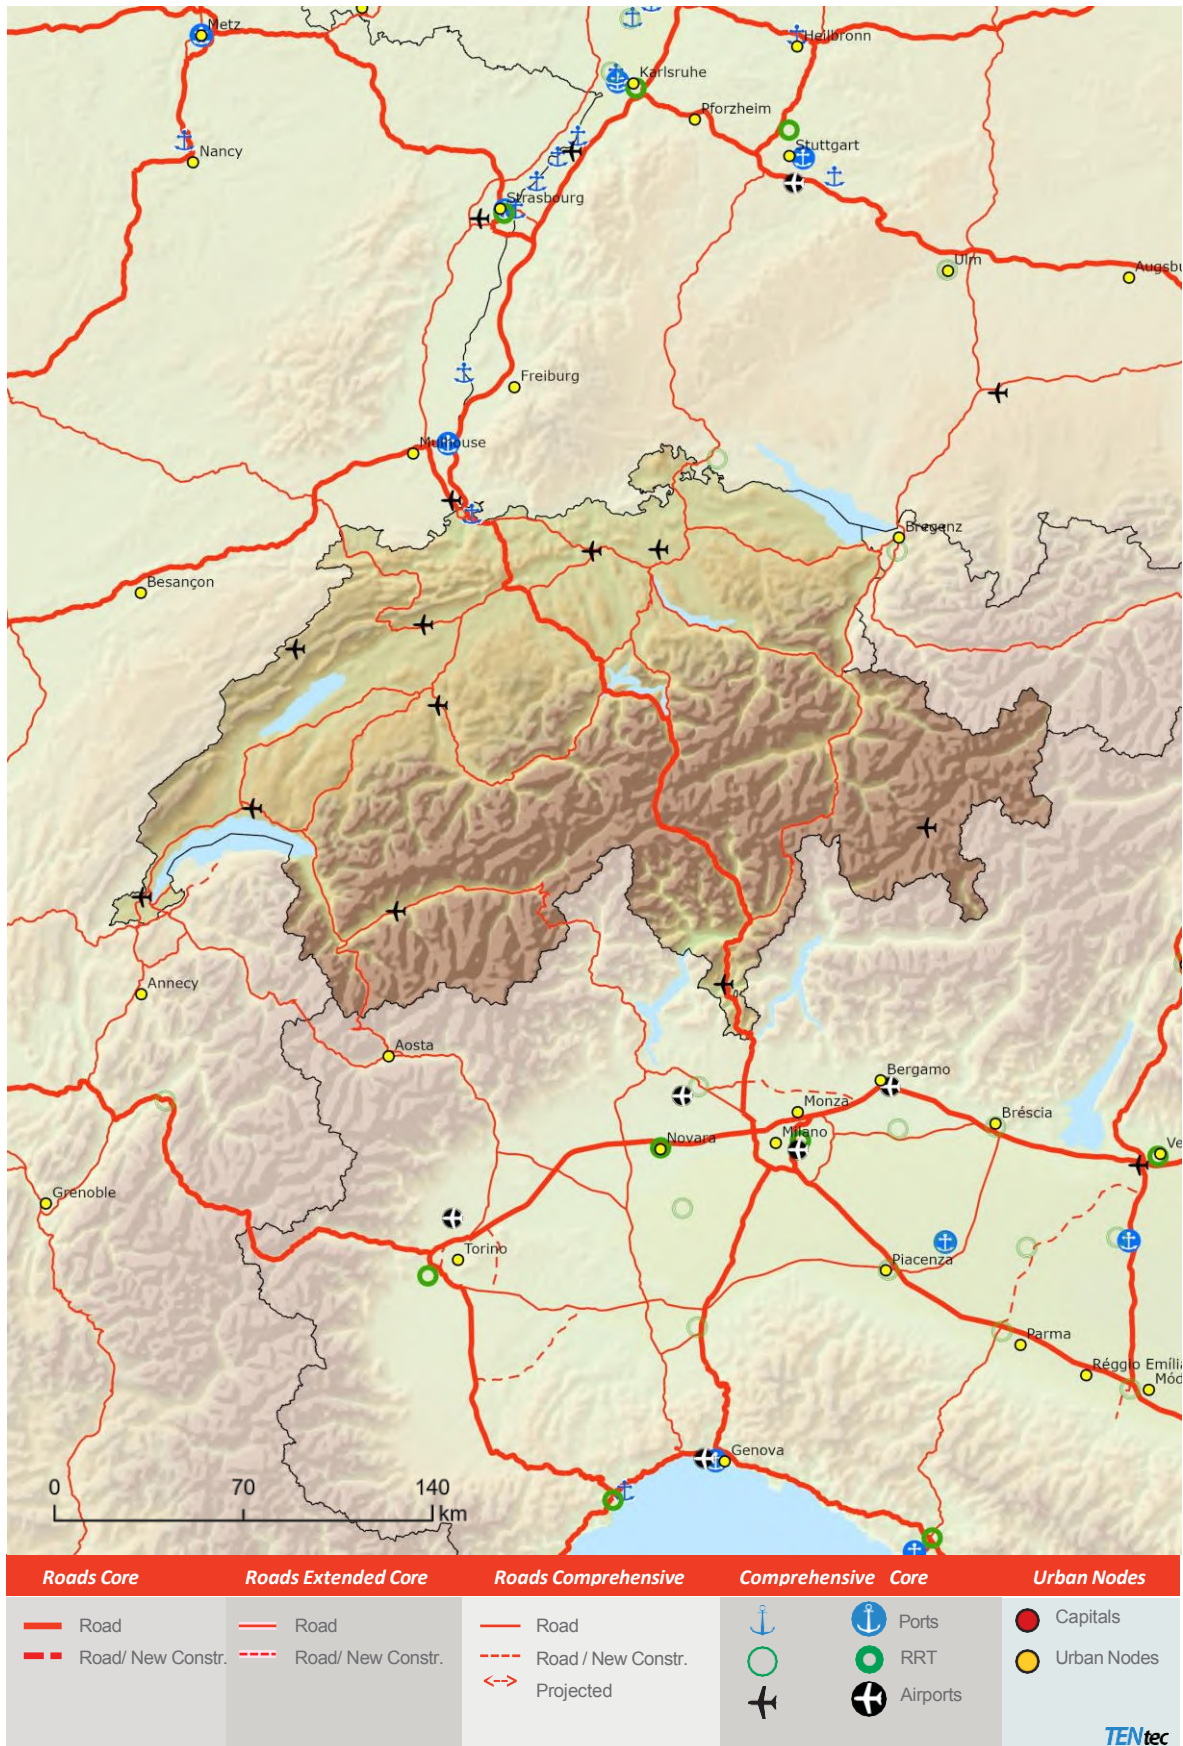 Metz
Heilbronn
Karlsruhe
Pforzheim
Nancy
Stuttgart
Strasbourg
Ulm
Augsbu
Freiburg
Mulhouse
Bregenz
Besançon
Annecy
Aosta
Bergamo
Monza
Bréscia
Novara
Milano
Ve
Grenoble
Torino
Piacenza
Parma
Réggio Emília
Mód
Genova
0 70 140
km
Roads Core Roads Extended Core Roads Comprehensive Comprehensive Core Urban Nodes
Road Road Road Ports Capitals
Road/ New Constr. Road/ New Constr. Road / New Constr. RRT Urban Nodes
Projected Airports
TENtec